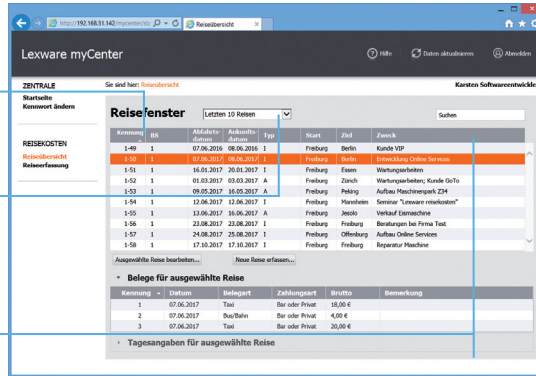 http://192.168.31.142/mycenter/
Reiseübersicht
Lexware myCenter
Hilfe
Daten aktualisieren
Abmelden
ZENTRALE
Sie sind hier: Reiseübersicht
Karsten Softwareentwickle
Startseite
Kennwort ändern
Reisefenster
Letzten 10 Reisen
Suchen
REISEKOSTEN
Reiseübersicht
Reiseerfassung
Kennung BS Abfahrts- datum Ankunfts- datum Typ Start Ziel Zweck
1-49 1 07.06.2016 08.06.2016 I Freiburg Berlin Kunde VIP
1-50 1 07.06.2017 08.06.2017 I Freiburg Berlin Entwicklung Online Services
1-51 1 16.01.2017 20.01.2017 I Freiburg Essen Wartungsarbeiten
1-52 1 01.03.2017 03.03.2017 A Freiburg Zürich Wartungsarbeiten; Kunde GoTo
1-53 1 09.05.2017 16.05.2017 A Freiburg Peking Aufbau Maschinenpark Z34
1-54 1 12.06.2017 12.06.2017 I Freiburg Mannheim Seminar "Lexware reisekosten"
1-55 1 13.06.2017 16.06.2017 A Freiburg Jesolo Verkauf Eismaschine
1-56 1 23.08.2017 23.08.2017 I Freiburg Freiburg Beratungen bei Firma Test
1-57 1 24.08.2017 25.08.2017 I Freiburg Offenburg Aufbau Online Services
1-58 1 17.10.2017 17.10.2017 I Freiburg Freiburg Reparatur Maschine
Ausgewählte Reise bearbeiten... Neue Reise erfassen...
Belege für ausgewählte Reise
Kennung Datum Belegart Zahlungsart Brutto Bemerkung
1 07.06.2017 Taxi Bar oder Privat 18,00 €
2 07.06.2017 Bus/Bahn Bar oder Privat 4,00 €
3 07.06.2017 Taxi Bar oder Privat 20,00 €
Tagesangaben für ausgewählte Reise